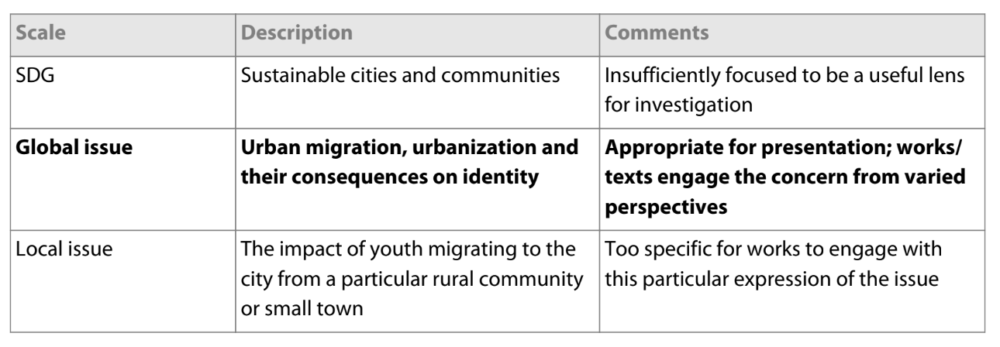 Scale Description Comments
SDG Sustainable cities and communities Insufficiently focused to be a useful lens
for investigation
Global issue Urban migration, urbanization and Appropriate for presentation; works/
their consequences on identity texts engage the concern from varied
perspectives
Local issue The impact of youth migrating to the Too specific for works to engage with
city from a particular rural community this particular expression of the issue
or small town